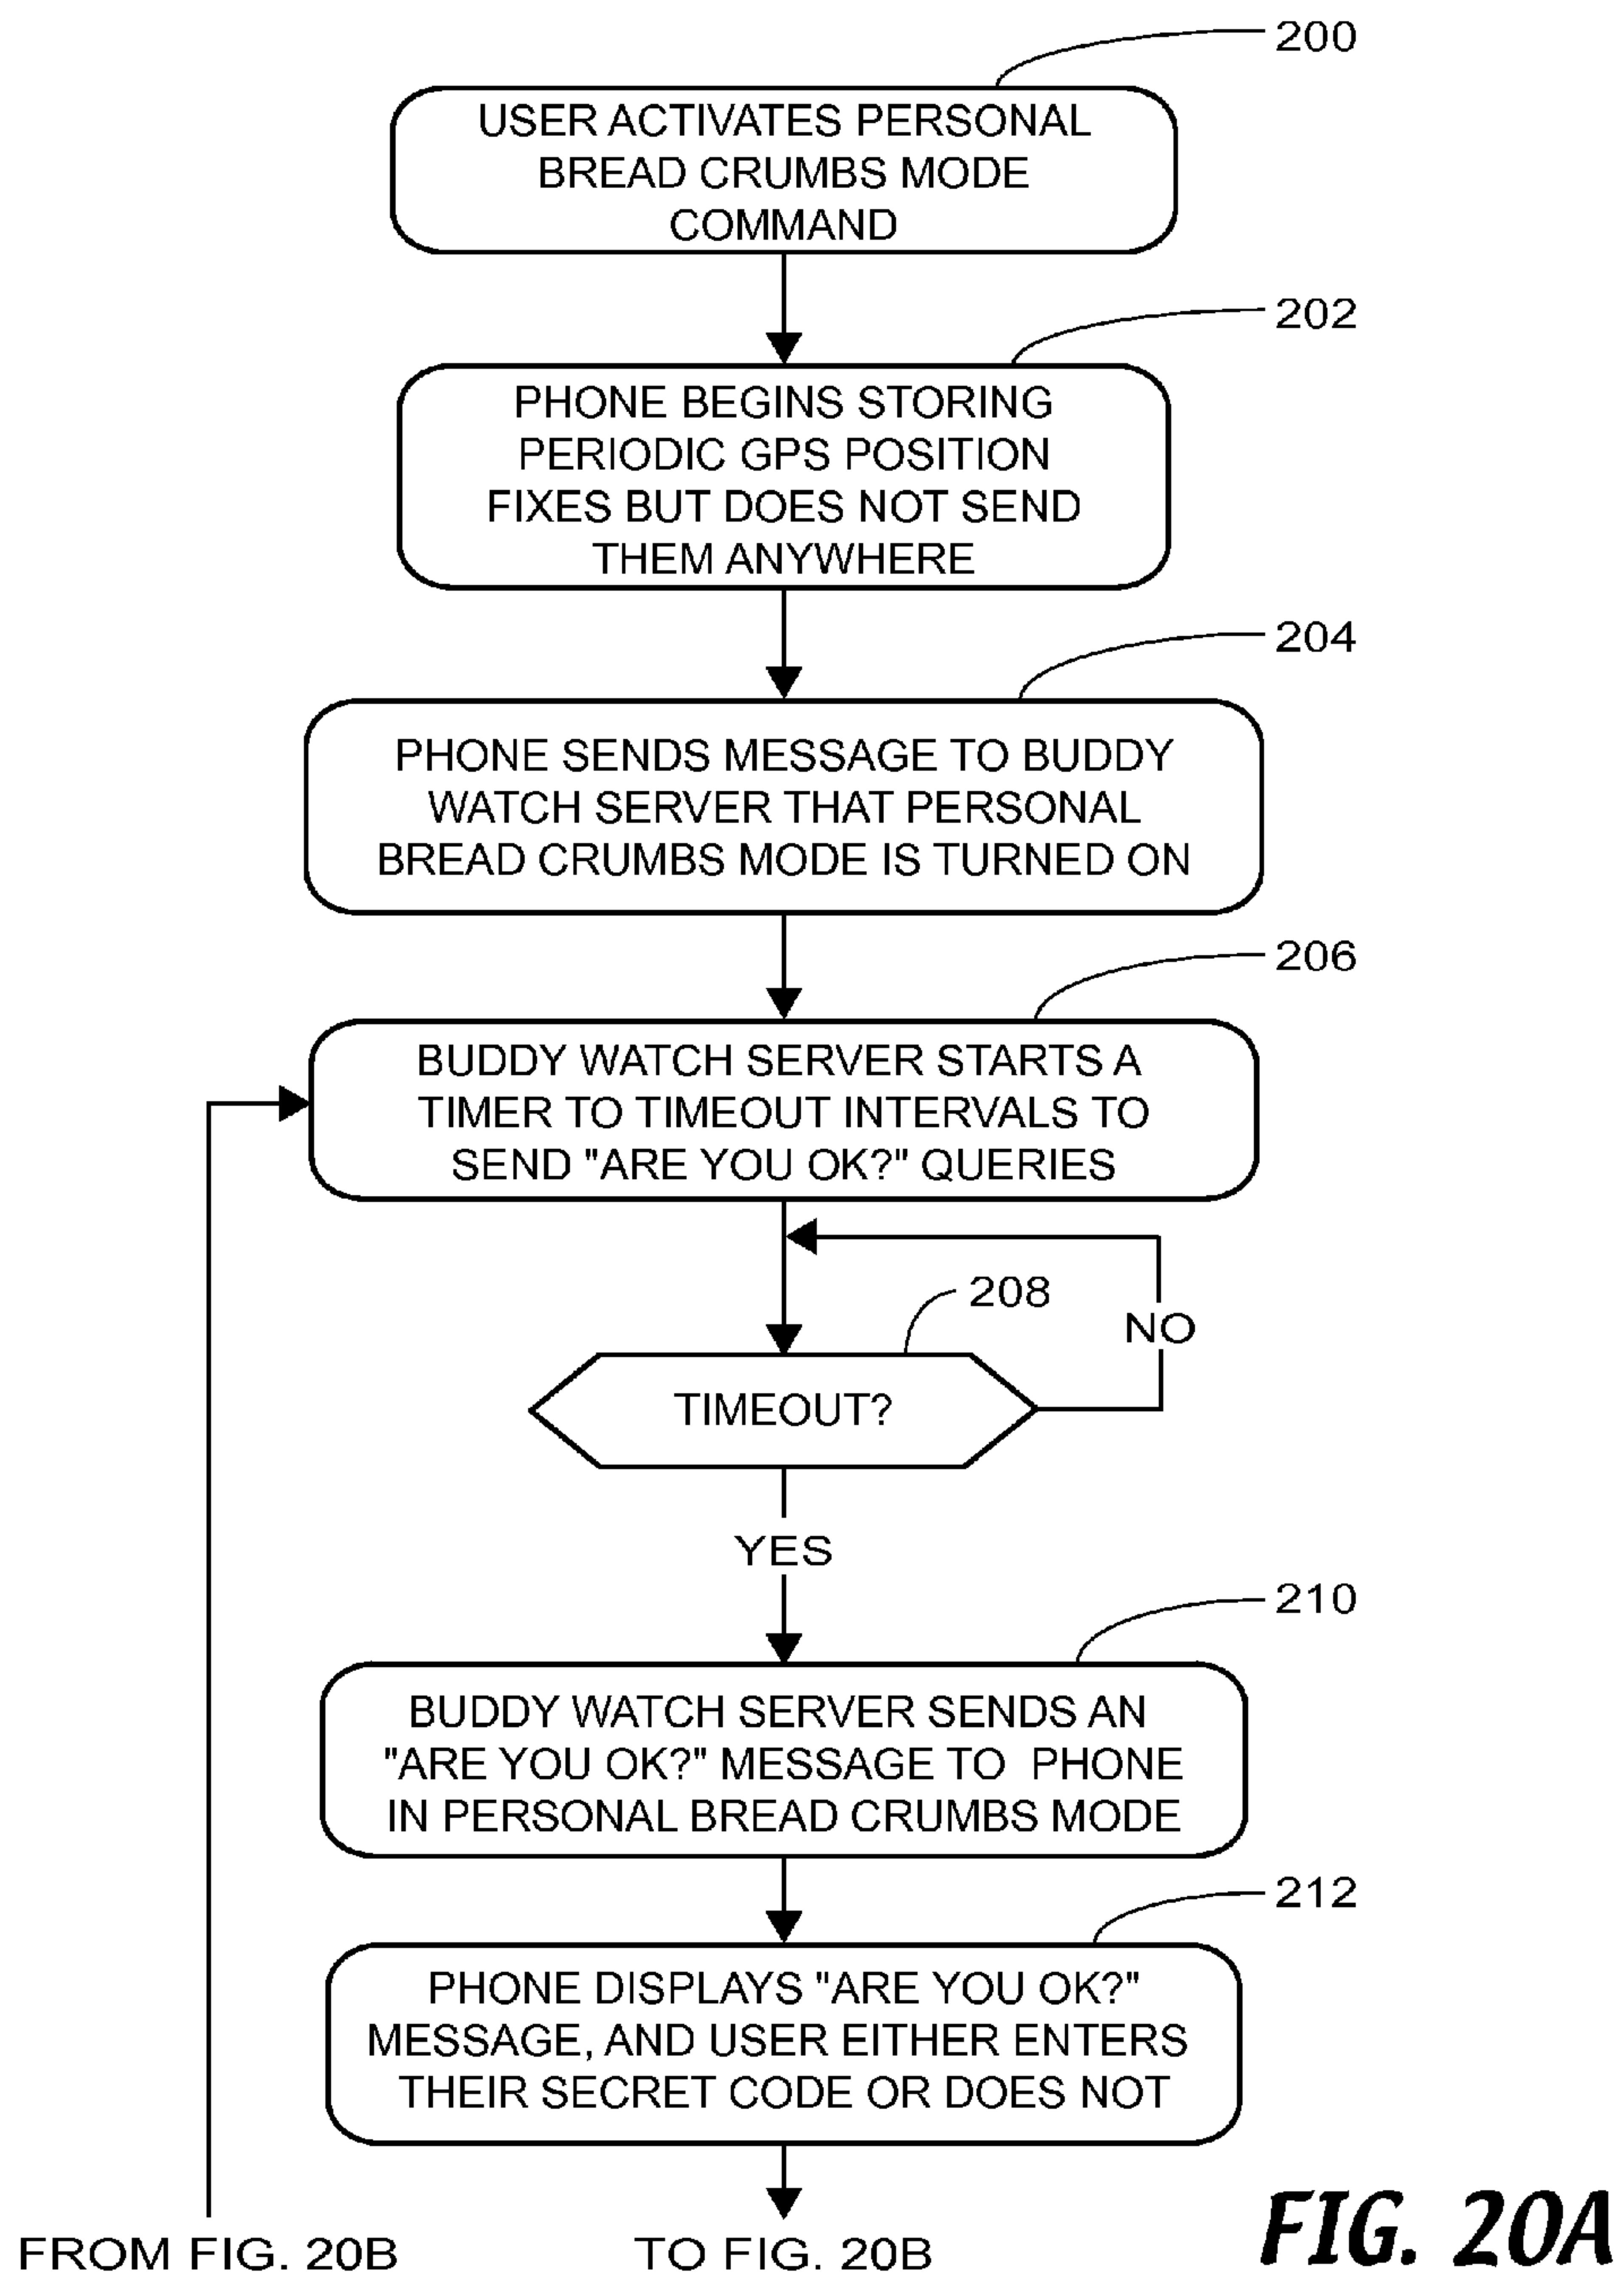 200
USER ACTIVATES PERSONAL
BREAD CRUMBS MODE
COMMAND
202
PHONE BEGINS STORING
PERIODIC GPS POSITION
FIXES BUT DOES NOT SEND
THEM ANYWHERE
204
PHONE SENDS MESSAGE TO BUDDY
WATCH SERVER THAT PERSONAL
BREAD CRUMBS MODE IS TURNED ON
206
BUDDY WATCH SERVER STARTS A
TIMER TO TIMEOUT INTERVALS TO
SEND "ARE YOU OK?" QUERIES
208
NO
TIMEOUT?
YES
210
BUDDY WATCH SERVER SENDS AN
"ARE YOU OK?" MESSAGE TO PHONE
IN PERSONAL BREAD CRUMBS MODE
212
PHONE DISPLAYS "ARE YOU OK?"
MESSAGE, AND USER EITHER ENTERS
THEIR SECRET CODE OR DOES NOT
FROM FIG. 20B
TO FIG. 20B
FIG. 20A